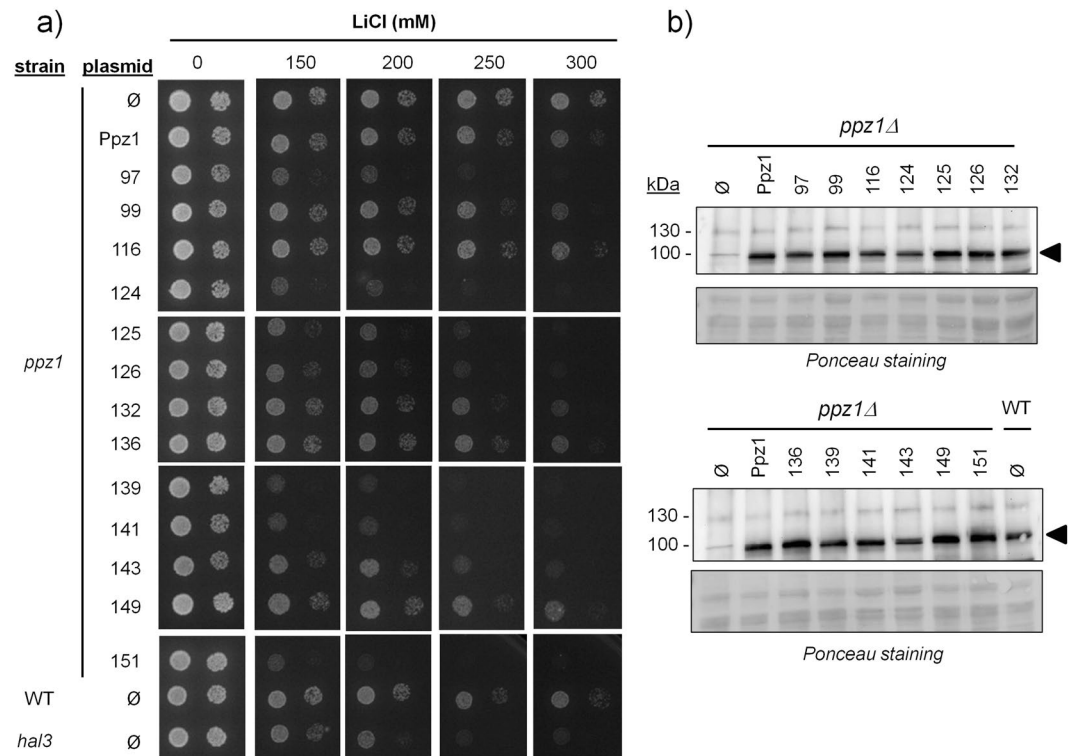 a)
LiCl (mM)
strain plasmid 0 150 200 250 300
Ø
Ppz1
97
99
116
124
125
ppz1
126
132
136
139
141
143
149
151
WT Ø
hal3 Ø
b)
ppz1Δ
kDa Ø Ppz1 97 99 116 124 125 126 132
130 -
100 -
Ponceau staining
ppz1Δ WT
Ø Ppz1 136 139 141 143 149 151 Ø
130 -
100 -
Ponceau staining